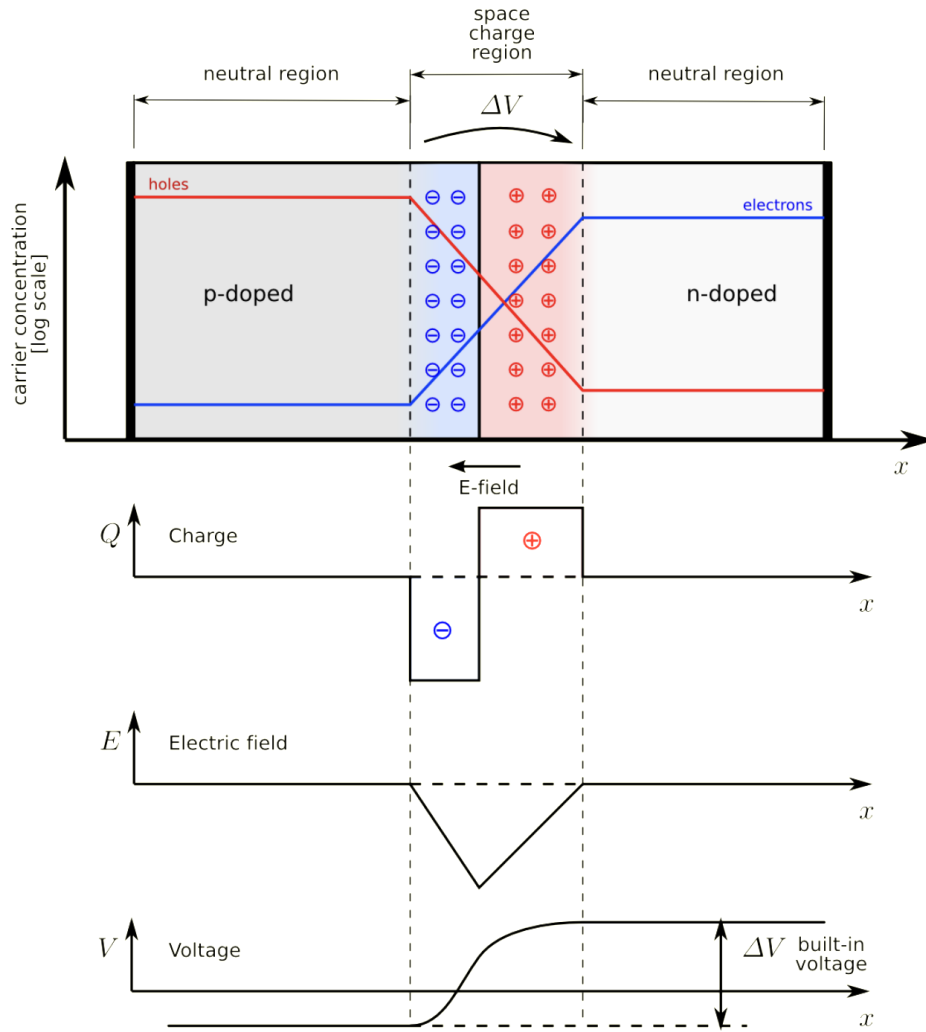 space
charge
region
neutral region
neutral region
ΔV
holes
electrons
p-doped
n-doped
carrier concentration
[log scale]
x
E-field
Q
Charge
x
E
Electric field
x
V
Voltage
ΔV
built-in
voltage
x